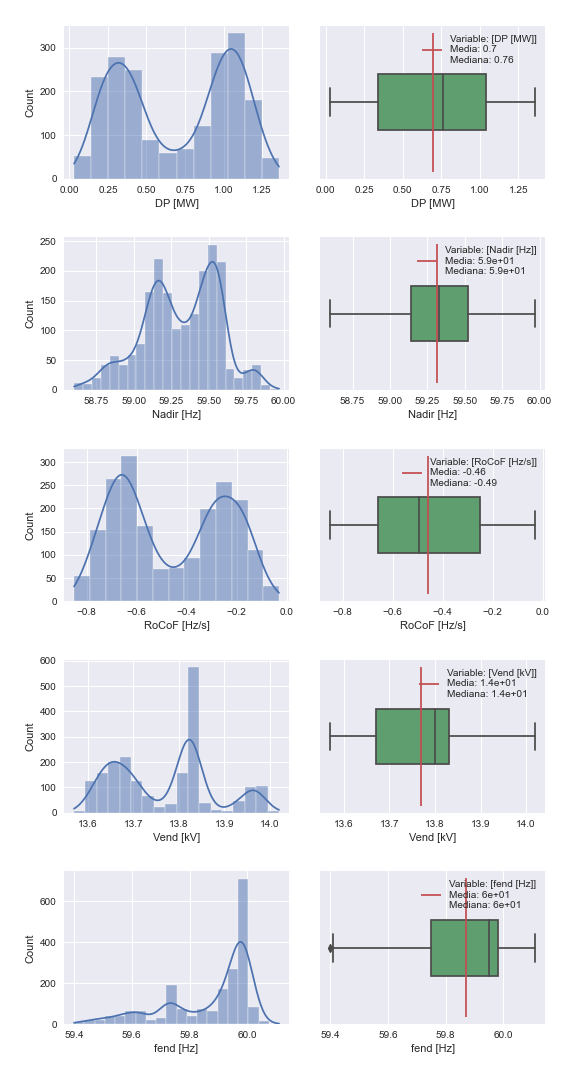 300
200
100
0
Count
0.00 0.25 0.50 0.75 1.00 1.25
DP [MW]
Variable: [DP [MW]]
Media: 0.7
Mediana: 0.76
0.00 0.25 0.50 0.75 1.00 1.25
DP [MW]
250
200
150
100
50
0
Count
58.75 59.00 59.25 59.50 59.75 60.00
Nadir [Hz]
Variable: [Nadir [Hz]]
Media: 5.9e+01
Mediana: 5.9e+01
58.75 59.00 59.25 59.50 59.75 60.00
Nadir [Hz]
300
250
200
150
100
50
0
Count
−0.8 −0.6 −0.4 −0.2 0.0
RoCoF [Hz/s]
Variable: [RoCoF [Hz/s]]
Media: -0.46
Mediana: -0.49
−0.8 −0.6 −0.4 −0.2 0.0
RoCoF [Hz/s]
600
500
400
300
200
100
0
Count
13.6 13.7 13.8 13.9 14.0
Vend [kV]
Variable: [Vend [kV]]
Media: 1.4e+01
Mediana: 1.4e+01
13.6 13.7 13.8 13.9 14.0
Vend [kV]
600
400
200
0
Count
59.4 59.6 59.8 60.0
fend [Hz]
Variable: [fend [Hz]]
Media: 6e+01
Mediana: 6e+01
59.4 59.6 59.8 60.0
fend [Hz]